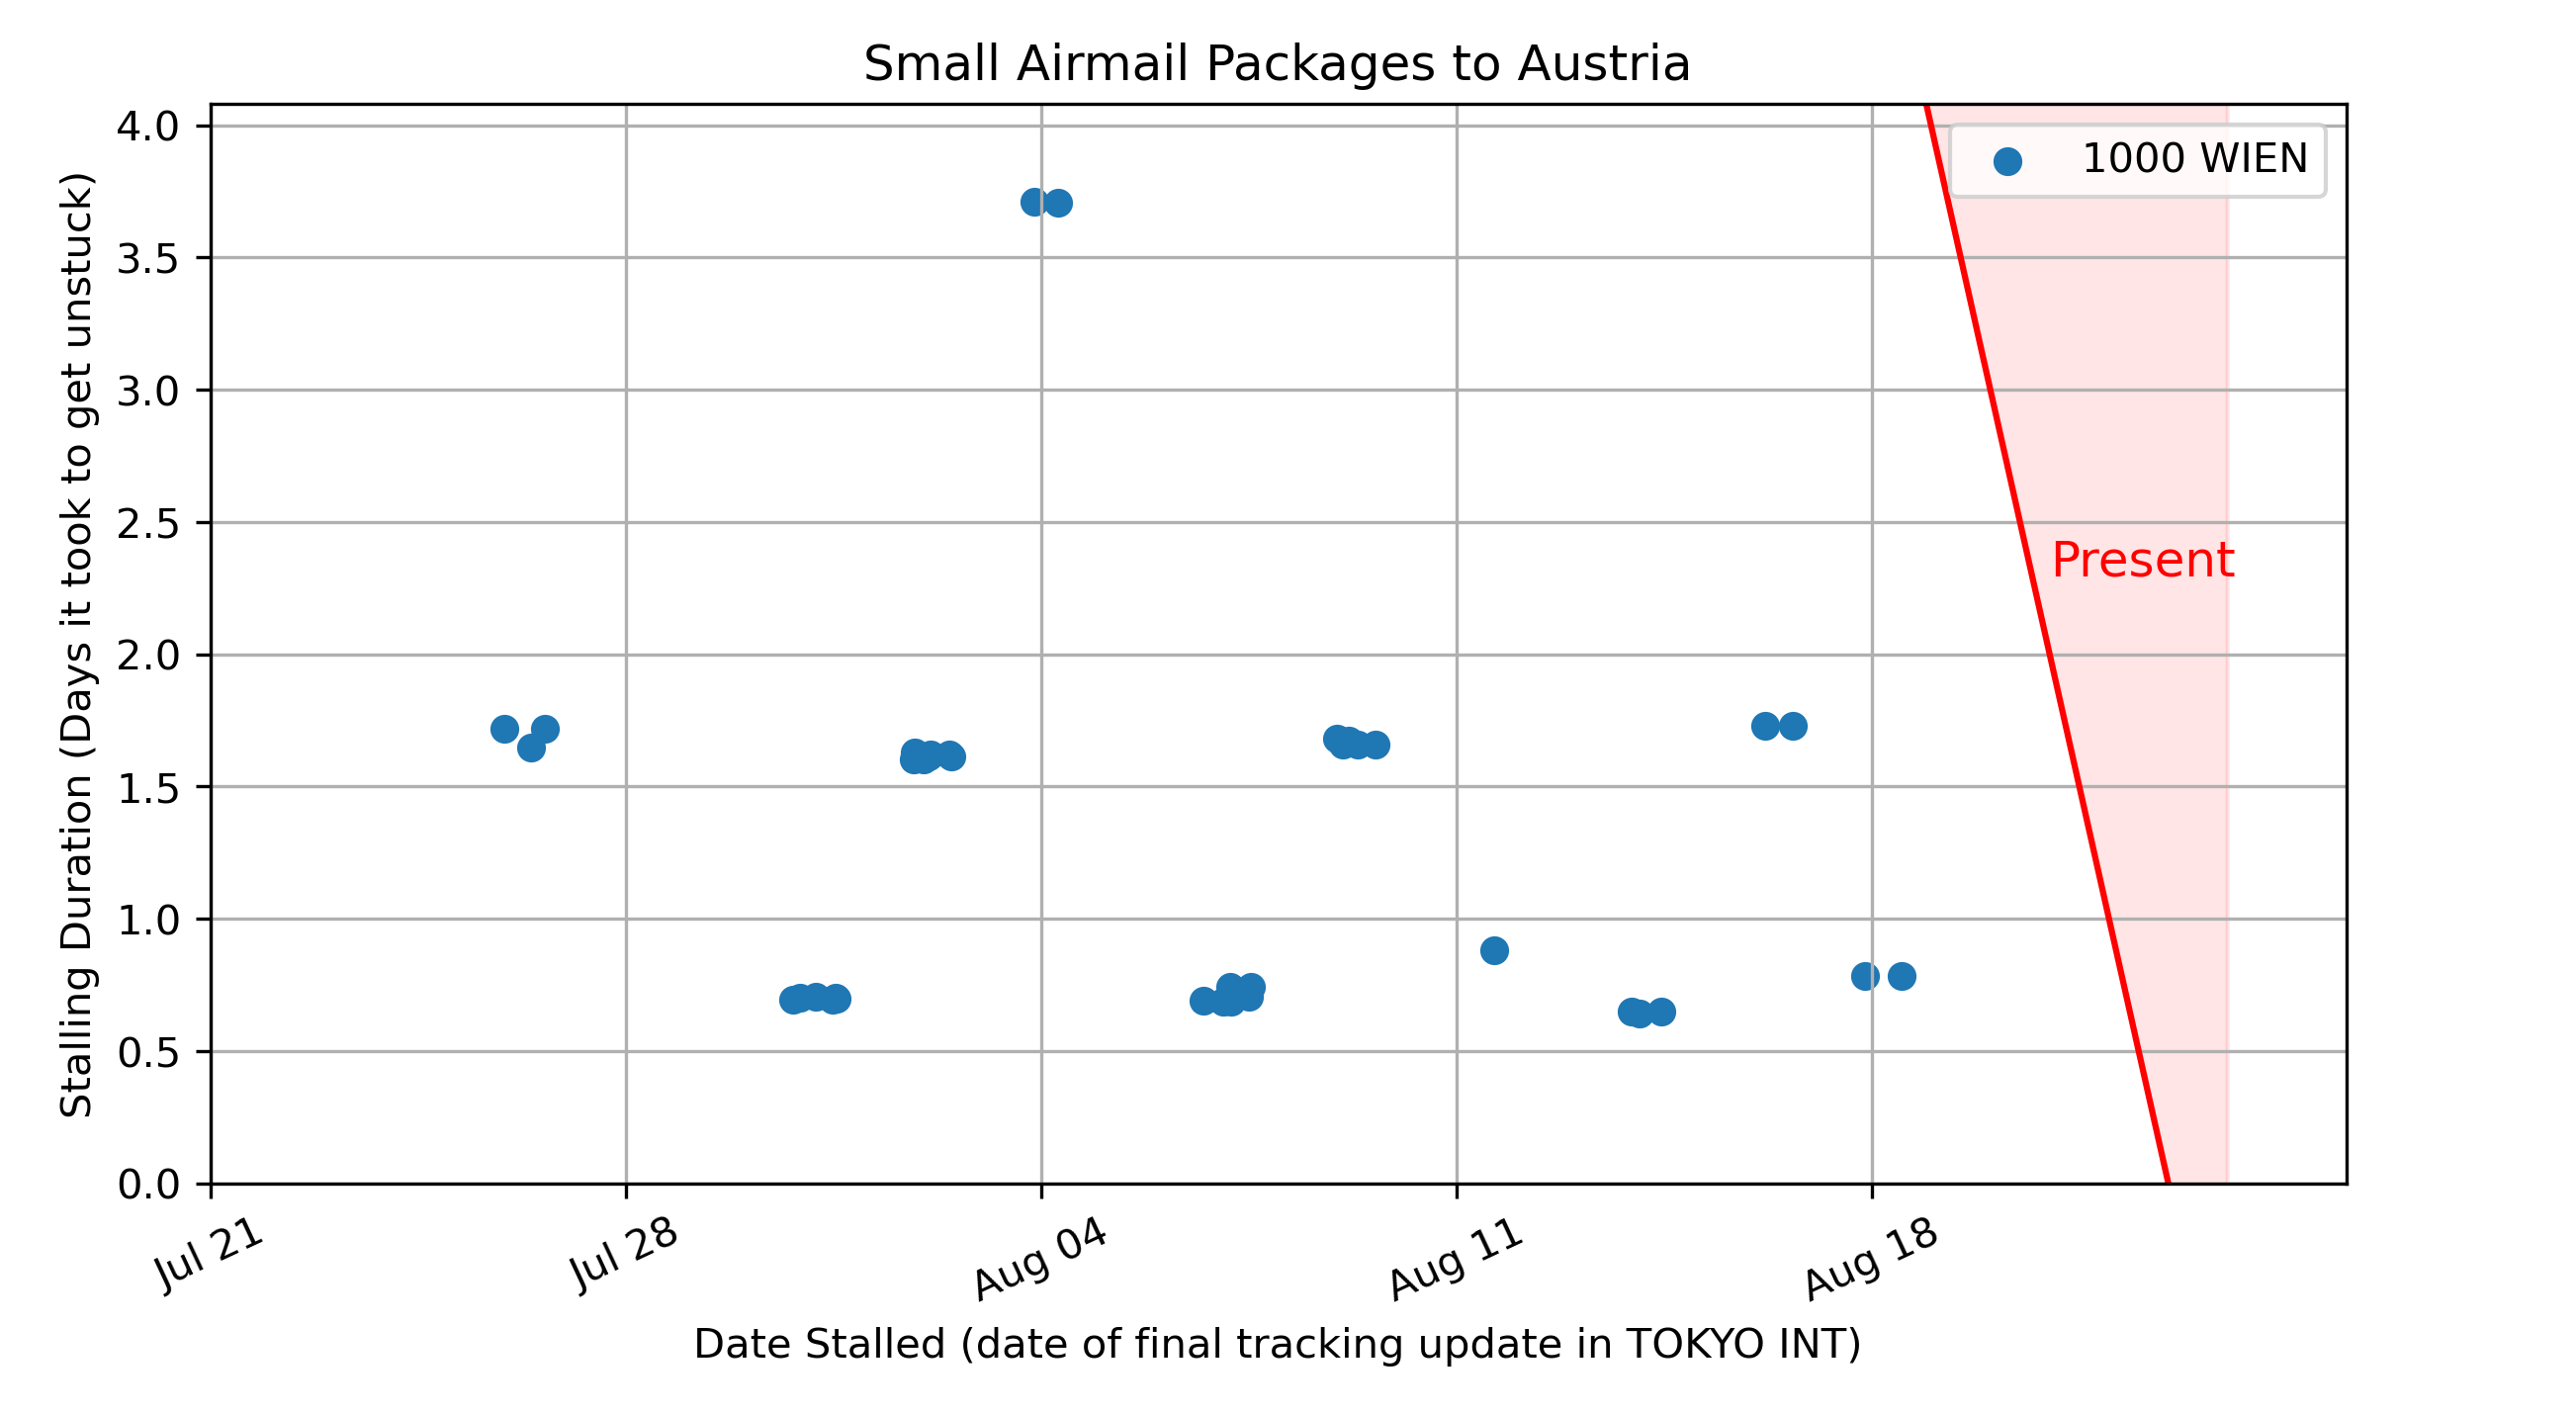 Small Airmail Packages to Austria
1000 WIEN
Present
Stalling Duration (Days it took to get unstuck)
4.0
3.5
3.0
2.5
2.0
1.5
1.0
0.5
0.0
Jul 21
Jul 28
Aug 04
Aug 11
Aug 18
Date Stalled (date of final tracking update in TOKYO INT)